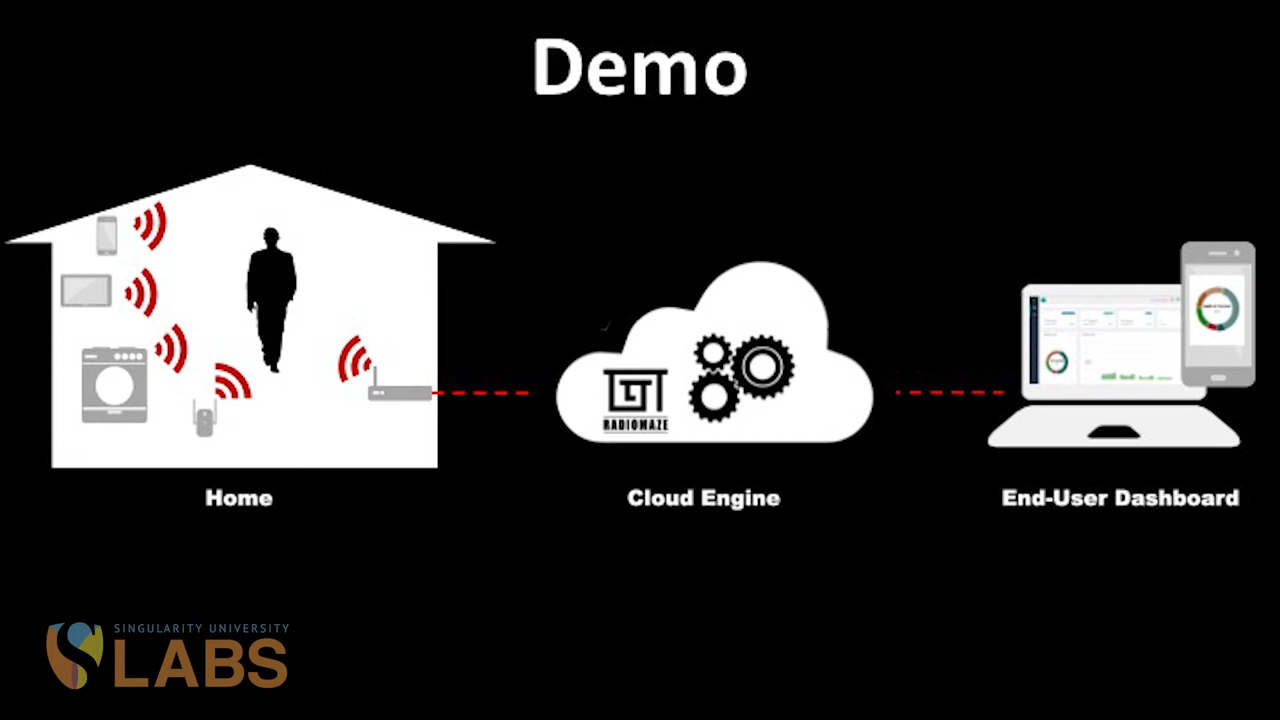 Demo
RADIOMAZE
Home
Cloud Engine
End-User Dashboard
SINGULARITY UNIVERSITY
LABS